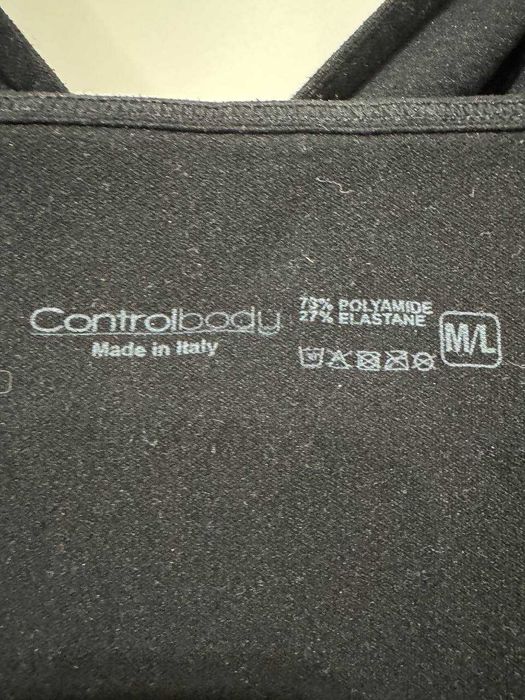 Controlbody
Made in Italy
73% POLYAMIDE
27% ELASTANE
M/L